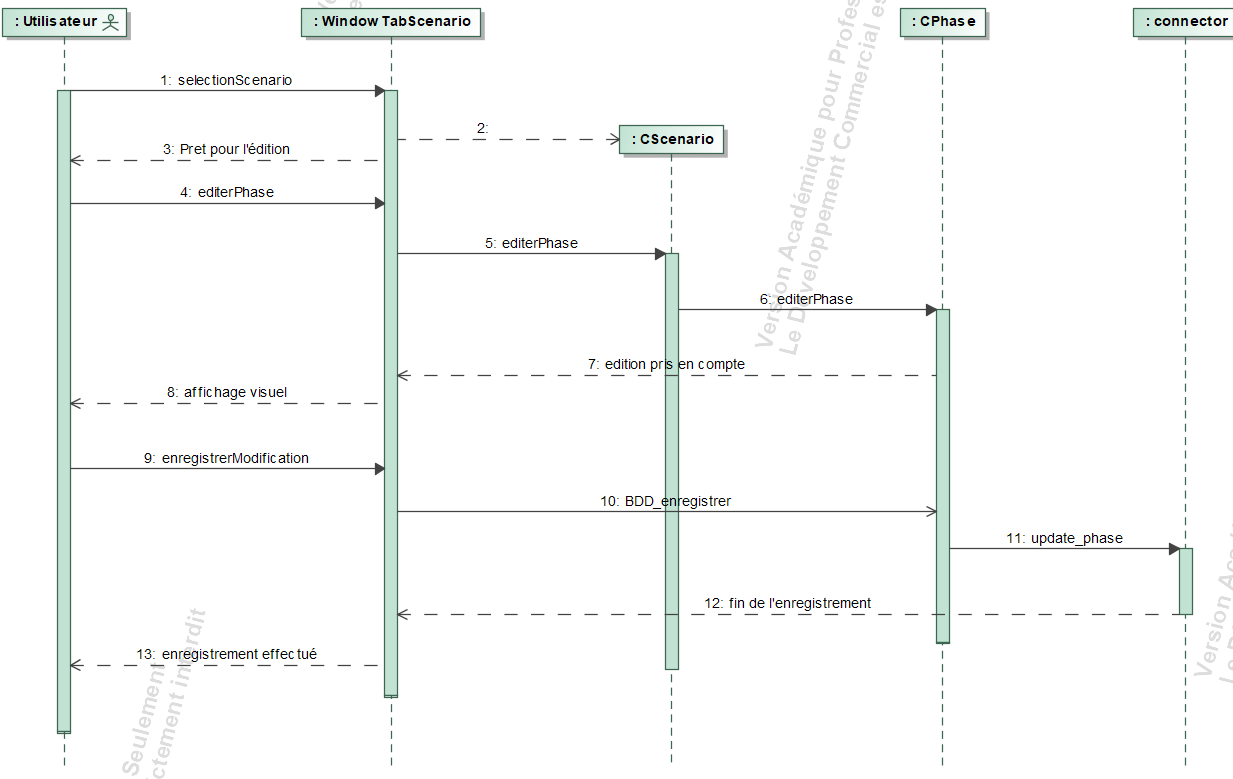 : Utilisateur
: Window TabScenario
: CPhase
: connector
1: selectionScenario
2:
: CScenario
3: Pret pour l'édition
4: editerPhase
5: editerPhase
6: editerPhase
7: edition pris en compte
8: affichage visuel
9: enregistrerModification
10: BDD_enregistrer
11: update_phase
12: fin de l'enregistrement
13: enregistrement effectué
Version Académique pour Profes
Le Développement Commercial es
Seulement
ictement interdit
Version Aca